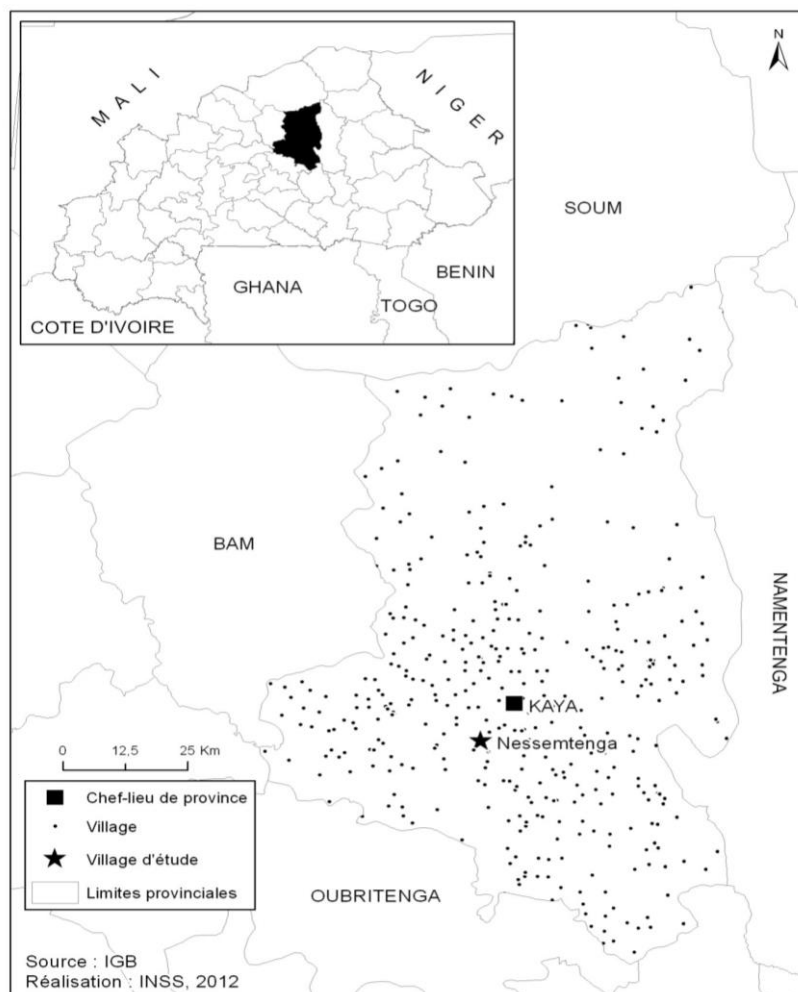 N
MALI
NIGER
GHANA
TOGO
BENIN
COTE D'IVOIRE
SOUM
BAM
NAMENTENGA
KAYA
Nessemtenga
0 12,5 25 Km
Chef-lieu de province
Village
Village d'étude
Limites provinciales
OUBRITENGA
Source : IGB
Réalisation : INSS, 2012